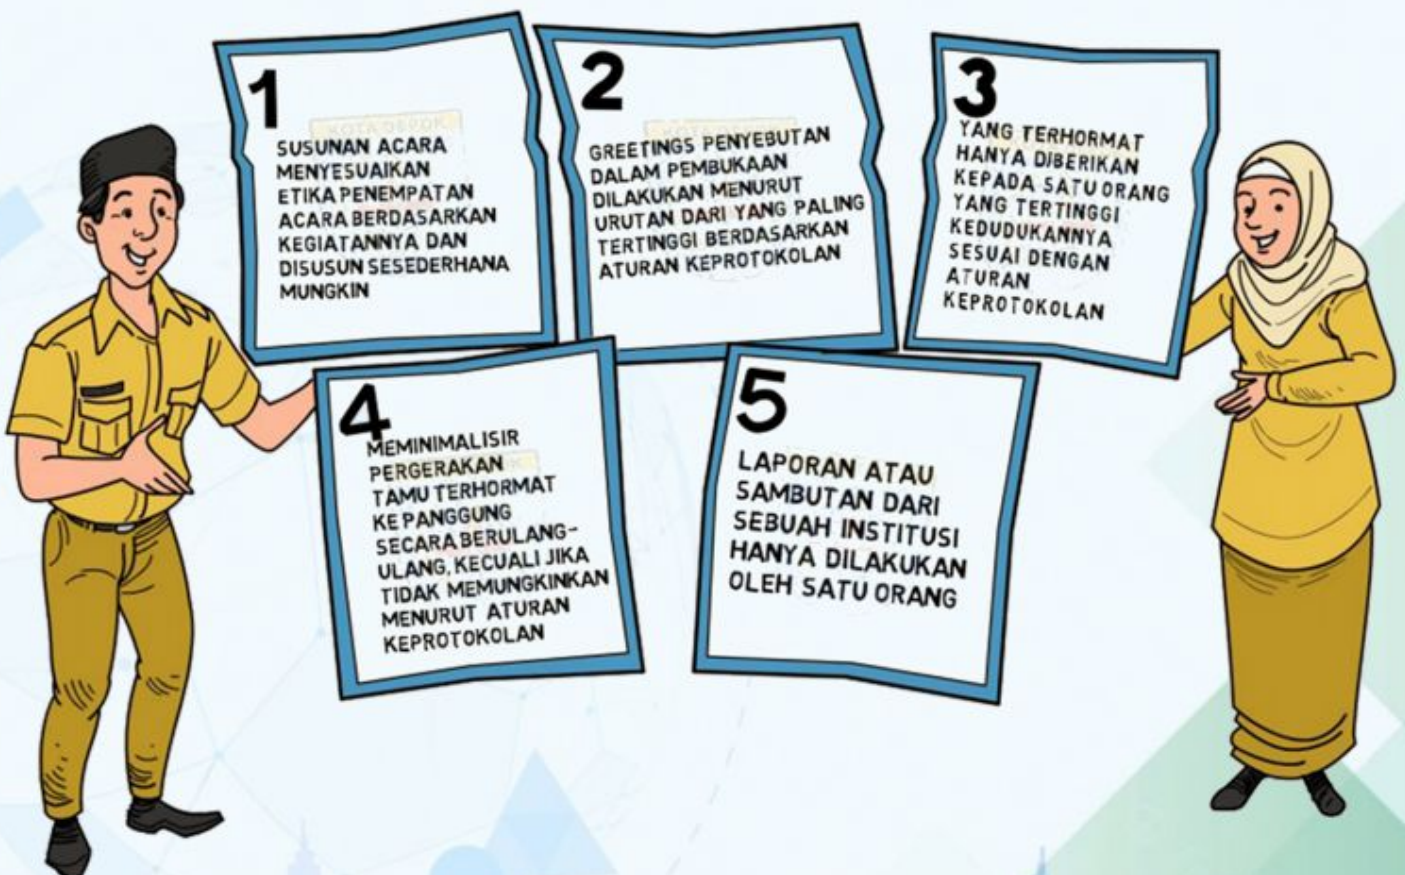 1
SUSUNAN ACARA
MENYESUAIKAN
ETIKA PENEMPATAN
ACARA BERDASARKAN
KEGIATANNYA DAN
DISUSUN SESEDERHANA
MUNGKIN
2
GREETINGS PENYEBUTAN
DALAM PEMBUKAAN
DILAKUKAN MENURUT
URUTAN DARI YANG PALING
TERTINGGI BERDASARKAN
ATURAN KEPROTOKOLAN
3
YANG TERHORMAT
HANYA DIBERIKAN
KEPADA SATU ORANG
YANG TERTINGGI
KEDUDUKANNYA
SESUAI DENGAN
ATURAN
KEPROTOKOLAN
4
MEMINIMALISIR
PERGERAKAN
TAMU TERHORMAT
KE PANGGUNG
SECARA BERULANG-
ULANG, KECUALI JIKA
TIDAK MEMUNGKINKAN
MENURUT ATURAN
KEPROTOKOLAN
5
LAPORAN ATAU
SAMBUTAN DARI
SEBUAH INSTITUSI
HANYA DILAKUKAN
OLEH SATU ORANG